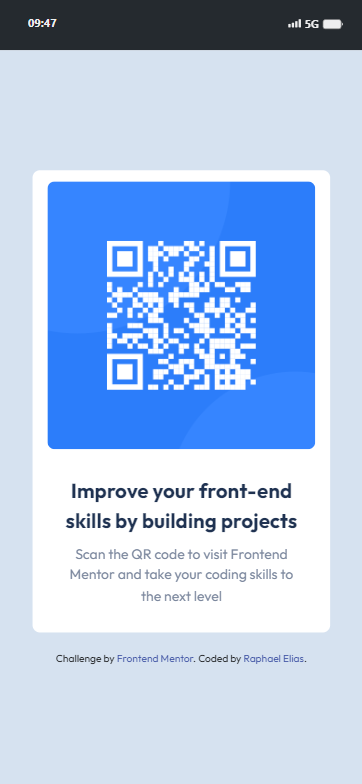 09:47
5G
Improve your front-end
skills by building projects
Scan the QR code to visit Frontend
Mentor and take your coding skills to
the next level
Challenge by Frontend Mentor. Coded by Raphael Elias.